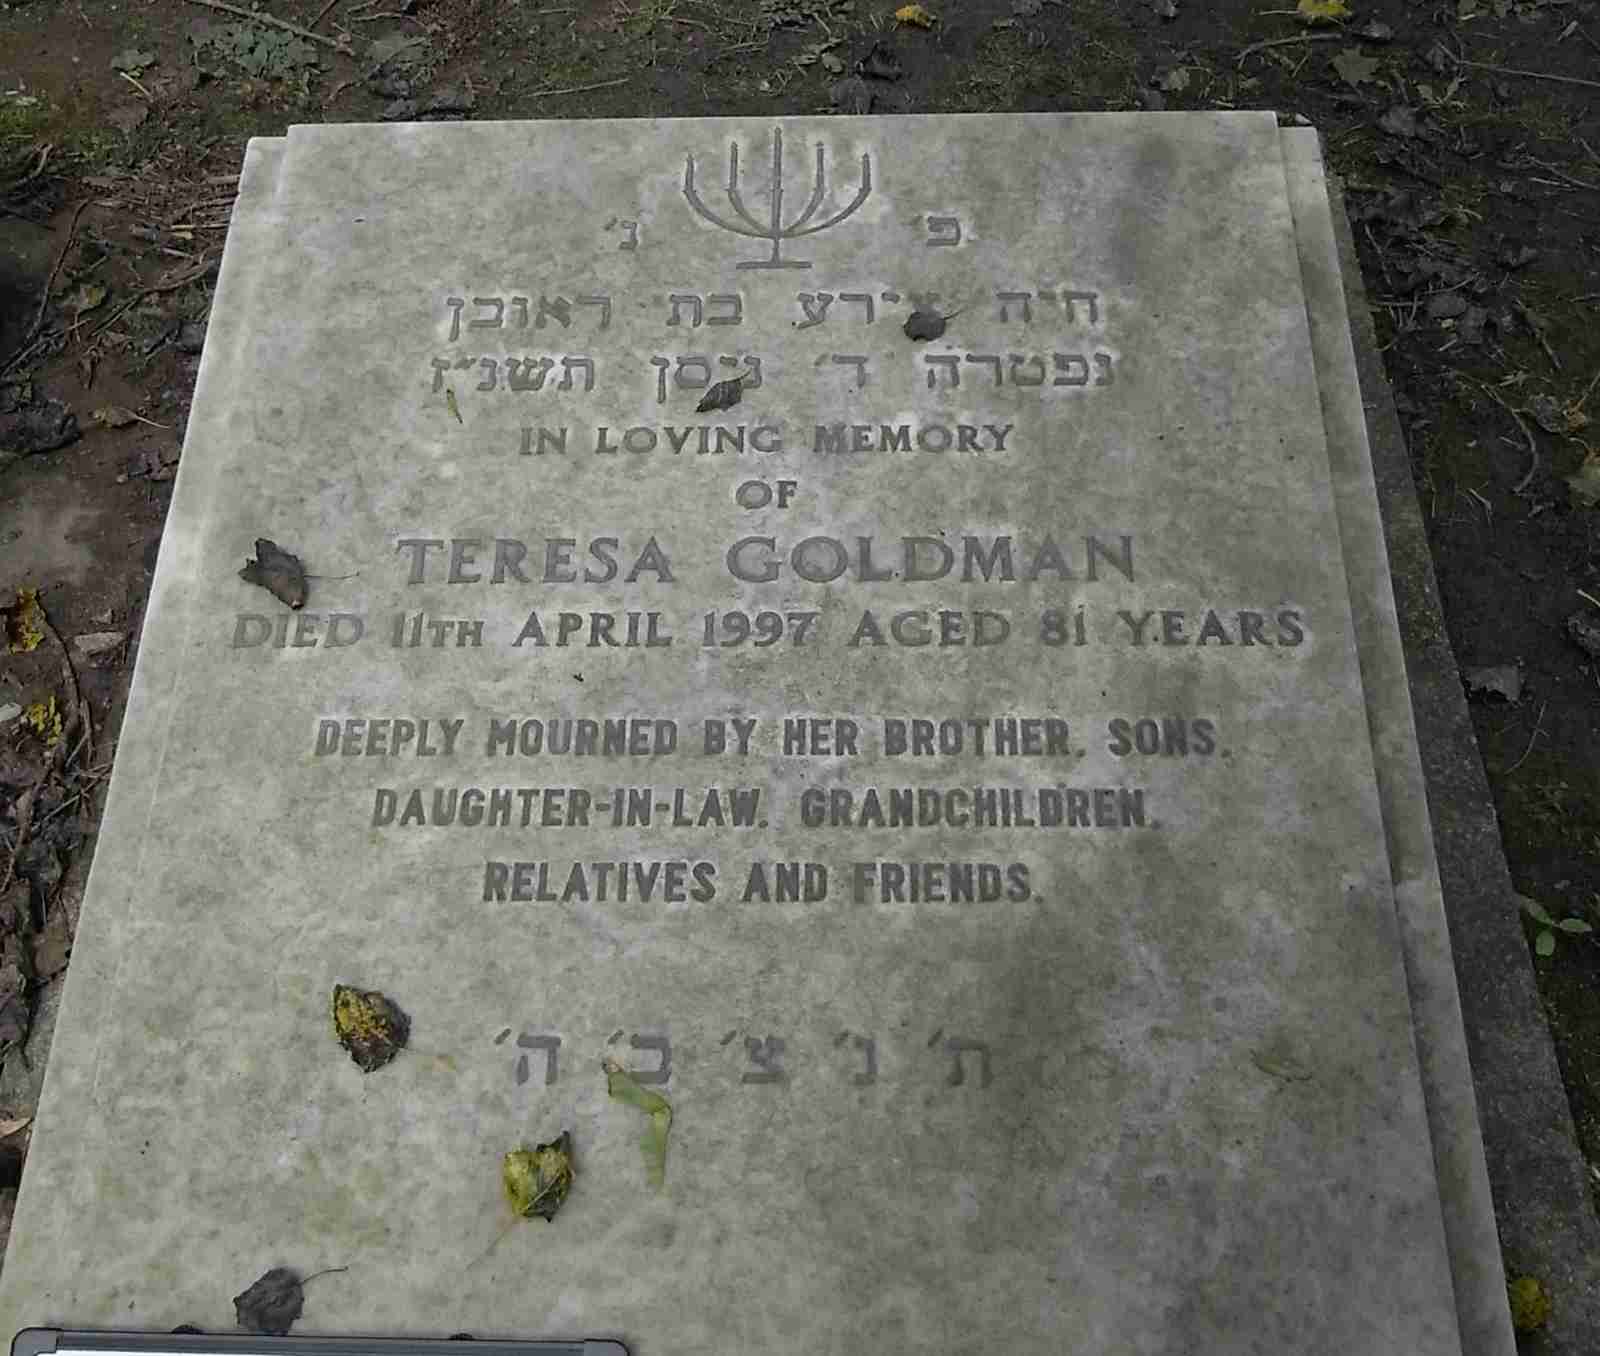 פ׳ נ׳
חיה צירע בת ראובן
נפטרה ד׳ ניסן תשנ״ז
IN LOVING MEMORY
OF
TERESA GOLDMAN
DIED 11TH APRIL 1997 AGED 81 YEARS
DEEPLY MOURNED BY HER BROTHER, SONS,
DAUGHTER-IN-LAW, GRANDCHILDREN,
RELATIVES AND FRIENDS.
ת׳ נ׳ צ׳ ב׳ ה׳